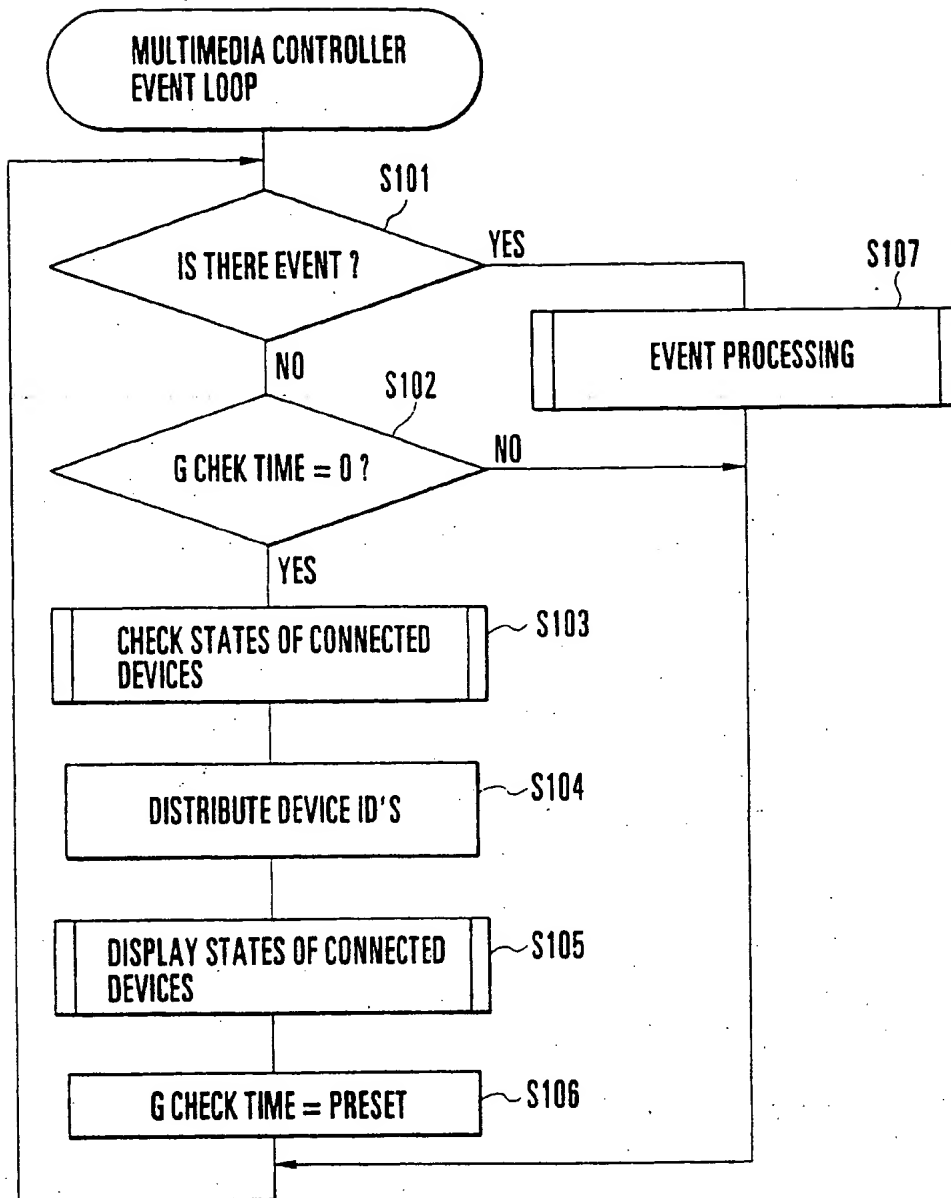 MULTIMEDIA CONTROLLER
EVENT LOOP
S101
IS THERE EVENT ?
YES
S107
EVENT PROCESSING
NO
S102
G CHEK TIME = 0 ?
NO
YES
CHECK STATES OF CONNECTED
DEVICES
S103
DISTRIBUTE DEVICE ID'S
S104
DISPLAY STATES OF CONNECTED
DEVICES
S105
G CHECK TIME = PRESET
S106